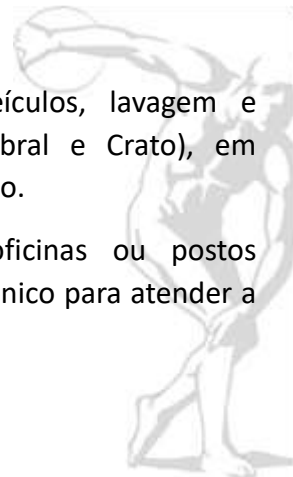 eículos, lavagem e
bral e Crato), em
o.
oficinas ou postos
nico para atender a